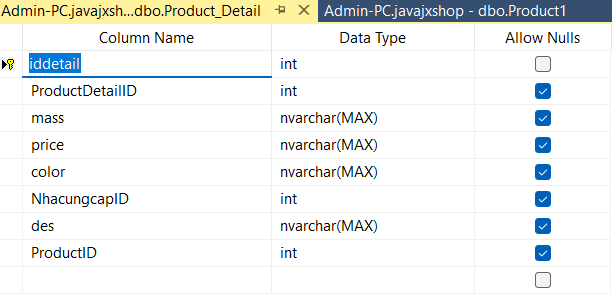 Admin-PC.javajxsh...dbo.Product_Detail Admin-PC.javajxshop - dbo.Product1
Column Name Data Type Allow Nulls
iddetail int
ProductDetailID int
mass nvarchar(MAX)
price nvarchar(MAX)
color nvarchar(MAX)
NhacungcapID int
des nvarchar(MAX)
ProductID int